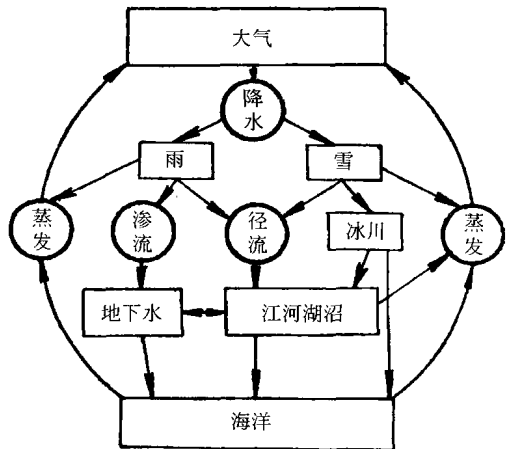 大气
降
水
雨
雪
蒸
发
渗
流
径
流
冰川
蒸
发
地下水
江河湖沼
海洋